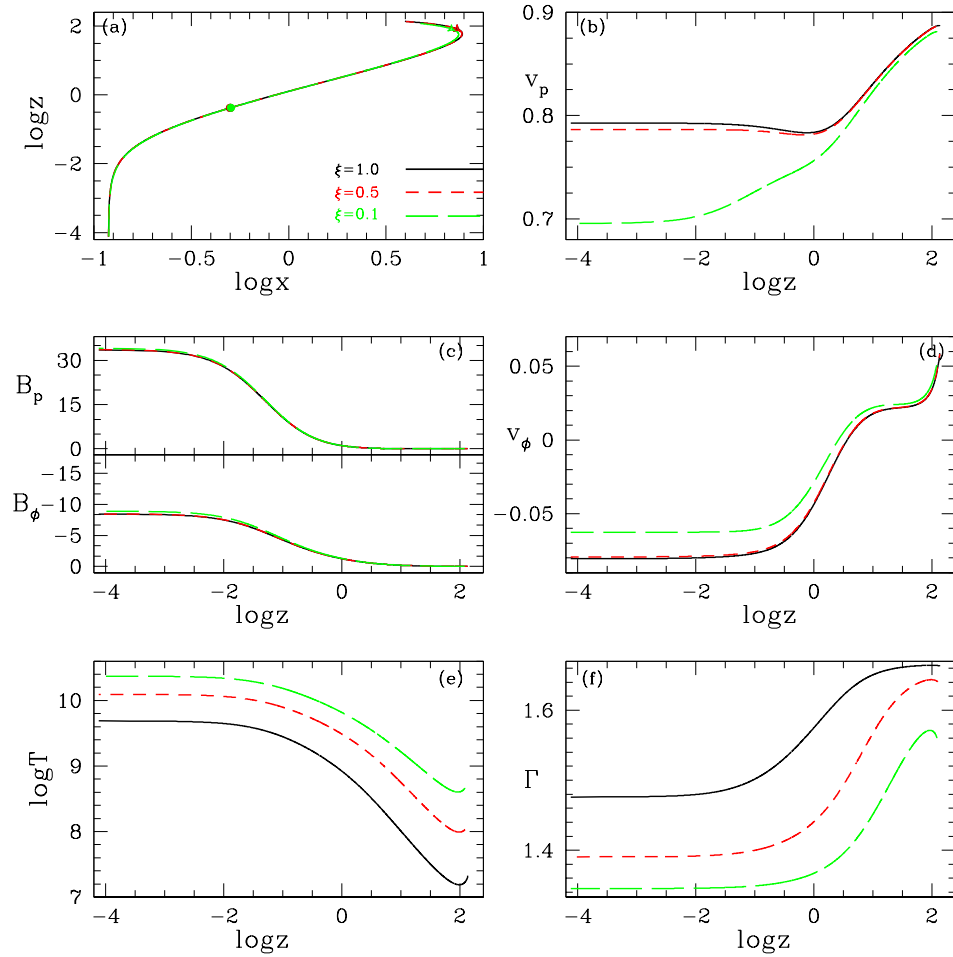 (a)
logz
2
0
−2
−4
ξ=1.0
ξ=0.5
ξ=0.1
−1
−0.5
0
0.5
1
logx
(b)
v_p
0.9
0.8
0.7
−4
−2
0
2
logz
(c)
B_p
30
15
0
B_ϕ
−15
−10
−5
0
−4
−2
0
2
logz
(d)
v_ϕ
0.05
0
−0.05
−4
−2
0
2
logz
(e)
logT
10
9
8
7
−4
−2
0
2
logz
(f)
Γ
1.6
1.4
−4
−2
0
2
logz